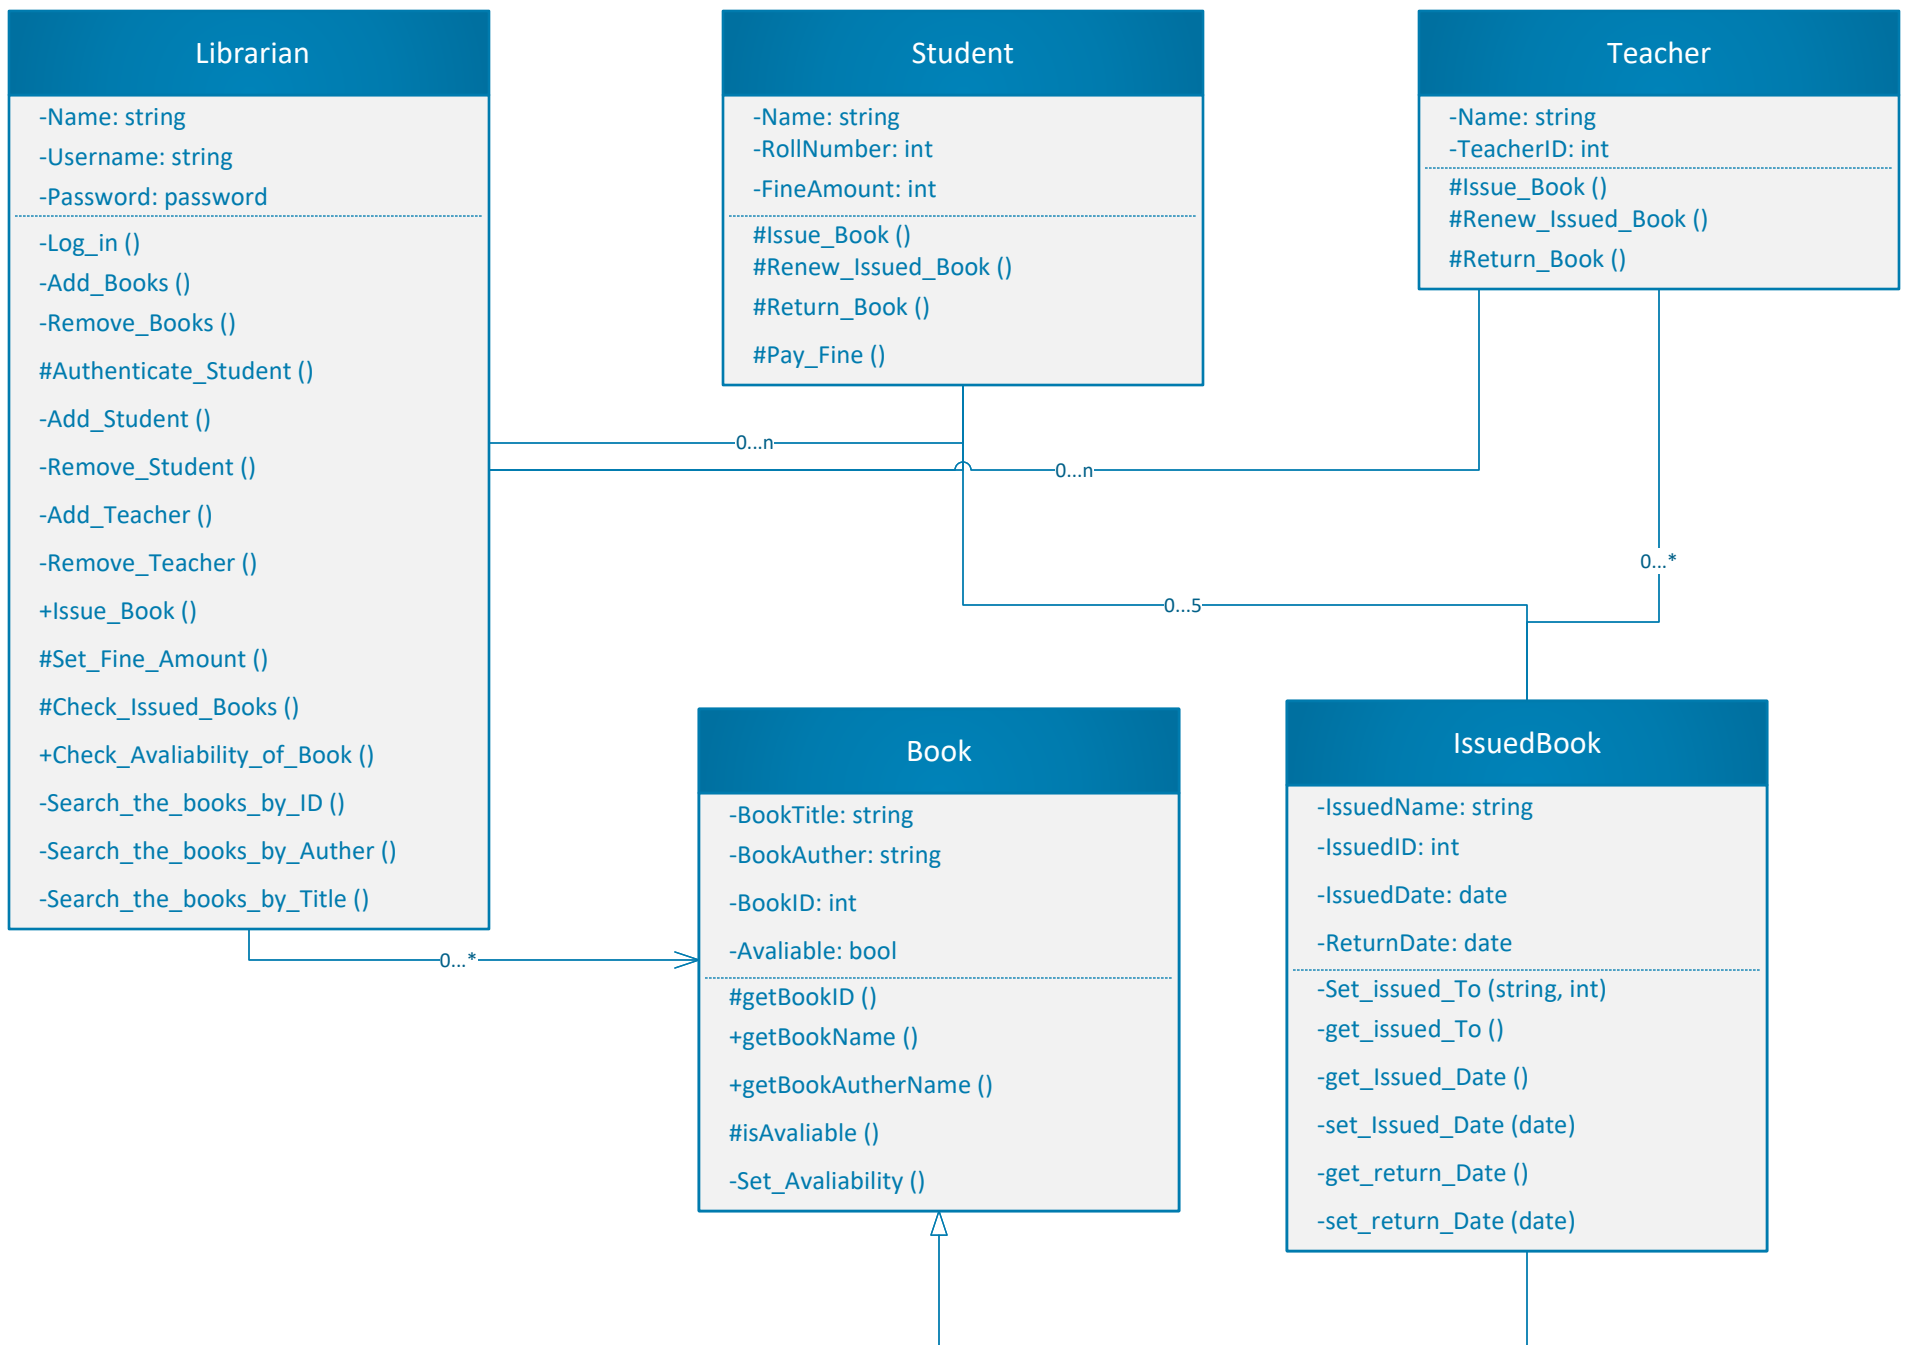 Librarian
-Name: string
-Username: string
-Password: password
-Log_in ()
-Add_Books ()
-Remove_Books ()
#Authenticate_Student ()
-Add_Student ()
-Remove_Student ()
-Add_Teacher ()
-Remove_Teacher ()
+Issue_Book ()
#Set_Fine_Amount ()
#Check_Issued_Books ()
+Check_Avaliability_of_Book ()
-Search_the_books_by_ID ()
-Search_the_books_by_Auther ()
-Search_the_books_by_Title ()
Student
-Name: string
-RollNumber: int
-FineAmount: int
#Issue_Book ()
#Renew_Issued_Book ()
#Return_Book ()
#Pay_Fine ()
Teacher
-Name: string
-TeacherID: int
#Issue_Book ()
#Renew_Issued_Book ()
#Return_Book ()
0...n
0...n
0...*
0...5
0...*
Book
-BookTitle: string
-BookAuther: string
-BookID: int
-Avaliable: bool
#getBookID ()
+getBookName ()
+getBookAutherName ()
#isAvaliable ()
-Set_Avaliability ()
IssuedBook
-IssuedName: string
-IssuedID: int
-IssuedDate: date
-ReturnDate: date
-Set_issued_To (string, int)
-get_issued_To ()
-get_Issued_Date ()
-set_Issued_Date (date)
-get_return_Date ()
-set_return_Date (date)